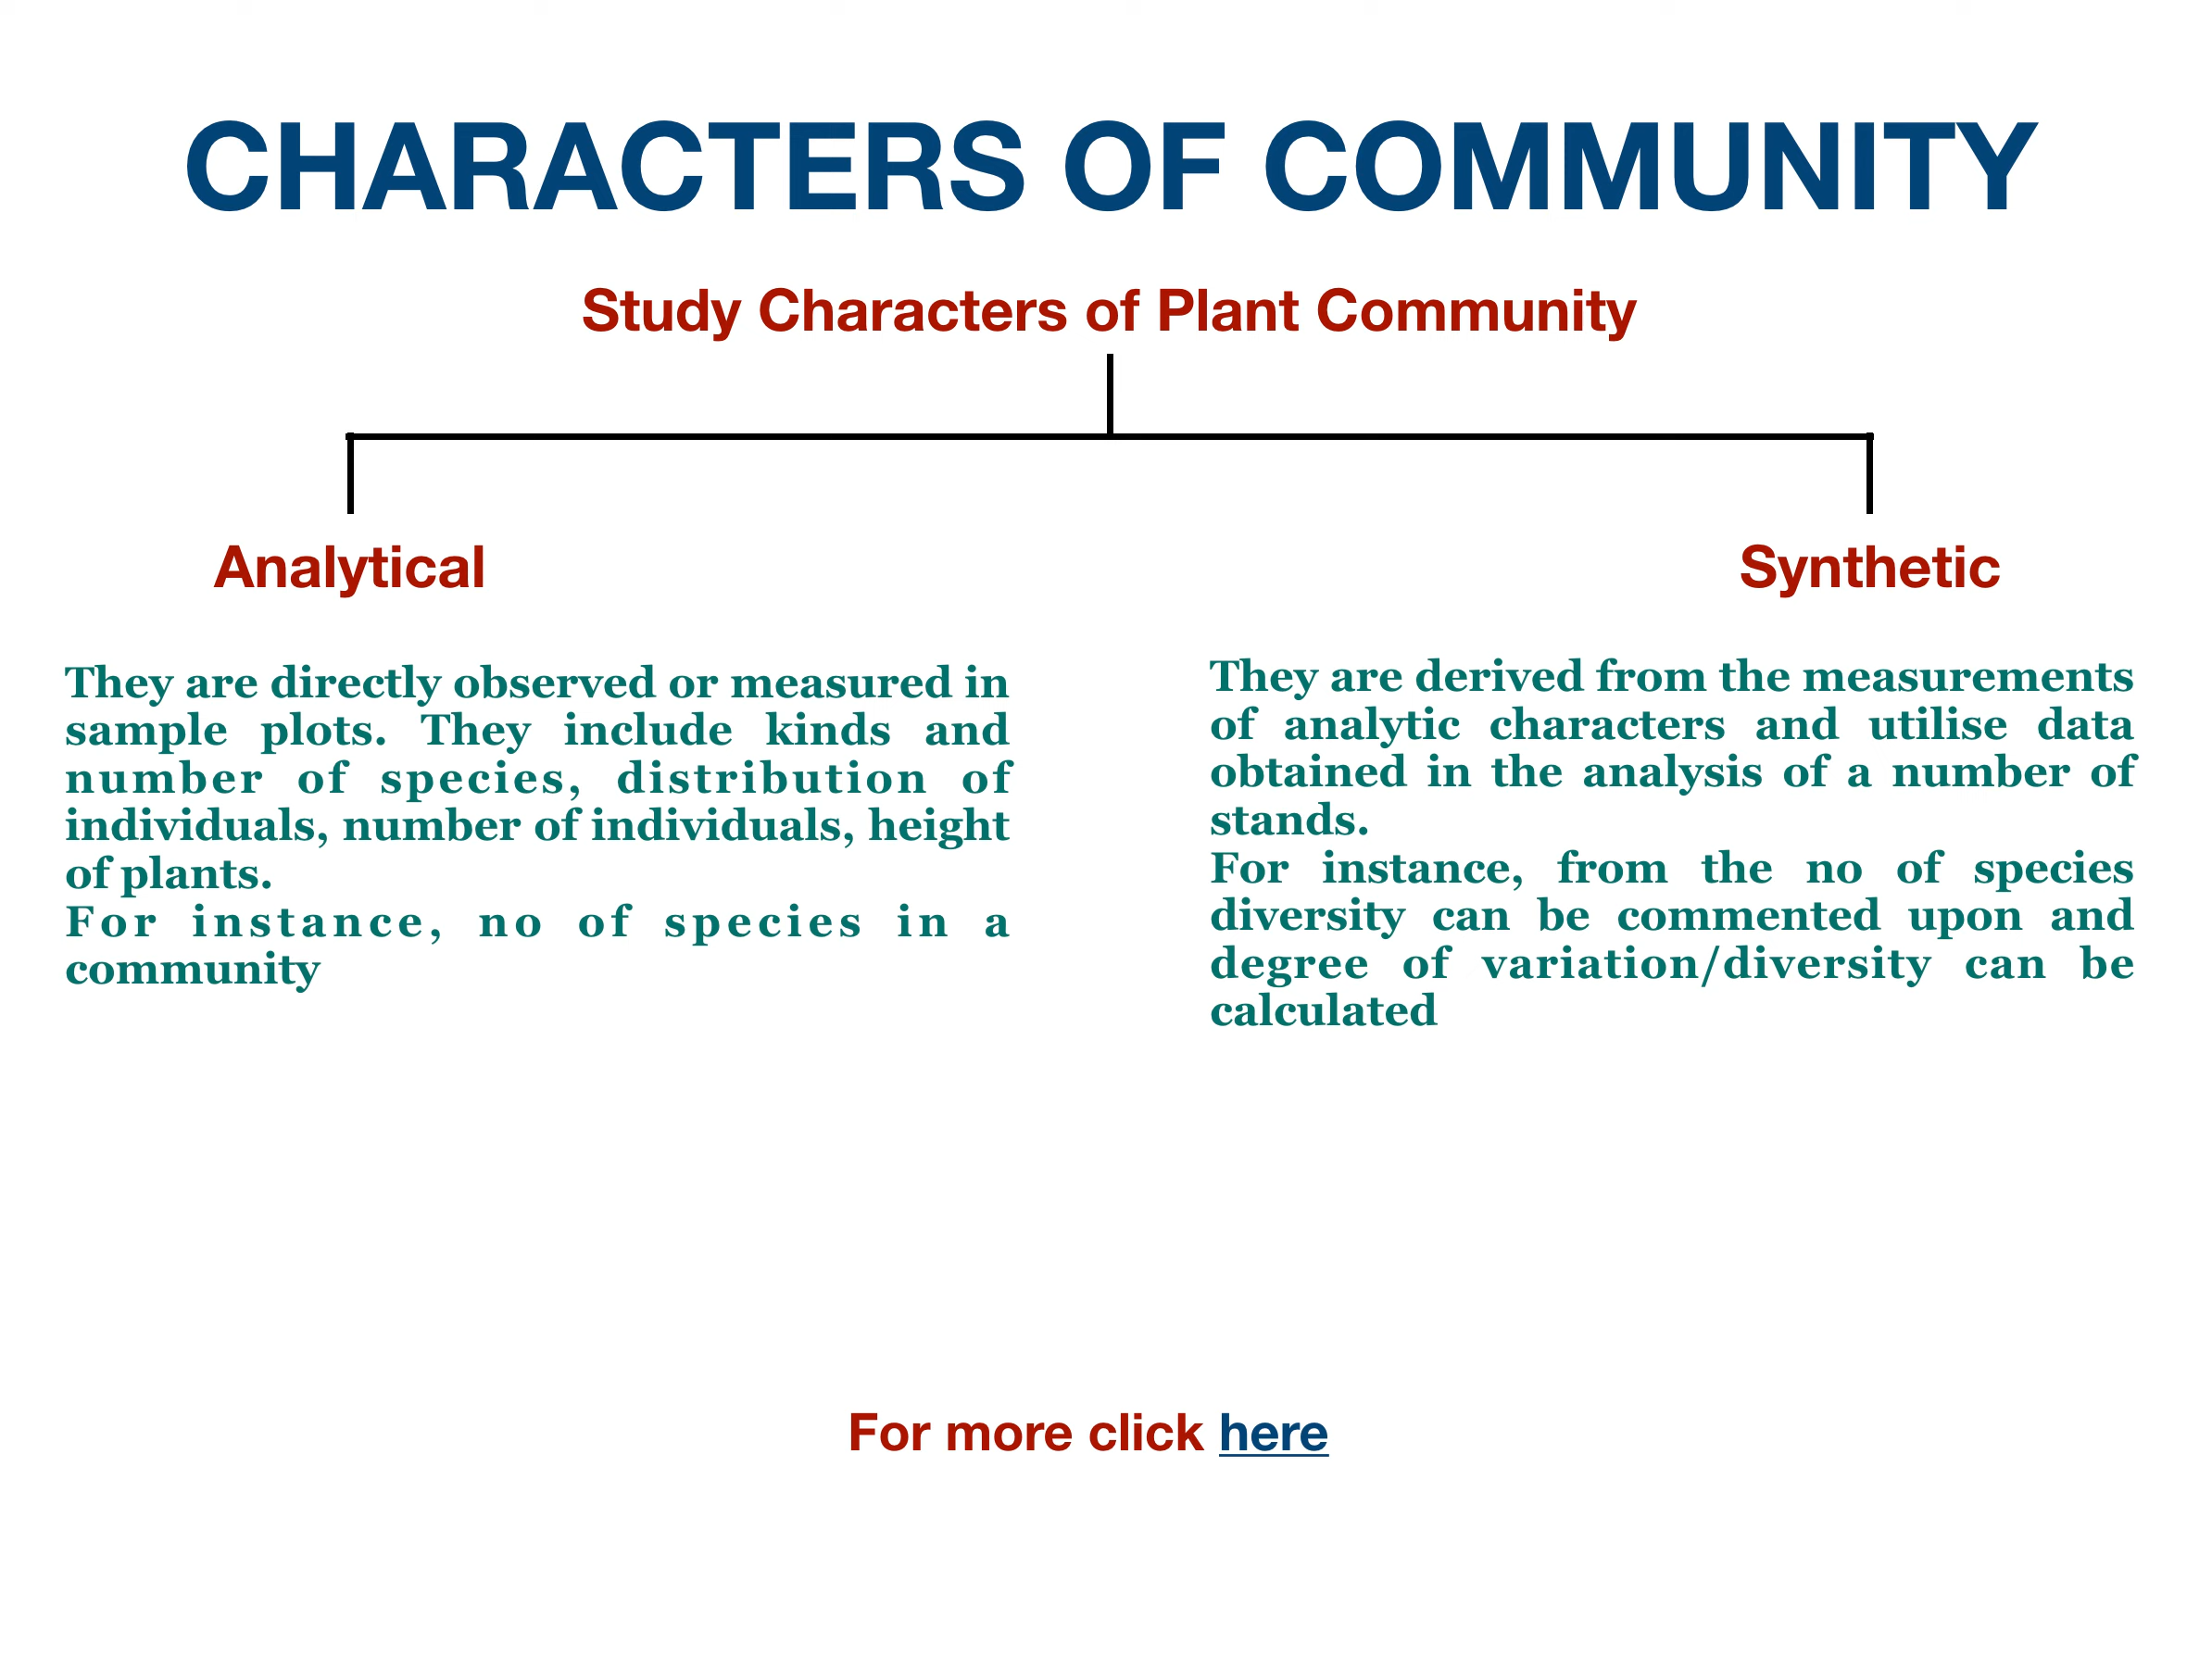 CHARACTERS OF COMMUNITY
Study Characters of Plant Community
Analytical
Synthetic
They are directly observed or measured in
sample plots. They include kinds and
number of species, distribution of
individuals, number of individuals, height
of plants.
For instance, no of species in a
community
They are derived from the measurements
of analytic characters and utilise data
obtained in the analysis of a number of
stands.
For instance, from the no of species
diversity can be commented upon and
degree of variation/diversity can be
calculated
For more click here